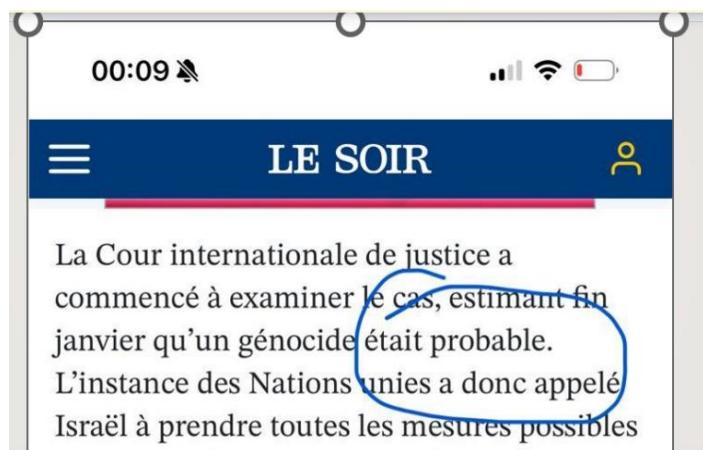 00:09
LE SOIR
La Cour internationale de justice a
commencé à examiner le cas, estimant fin
janvier qu’un génocide était probable.
L’instance des Nations unies a donc appelé
Israël à prendre toutes les mesures possibles